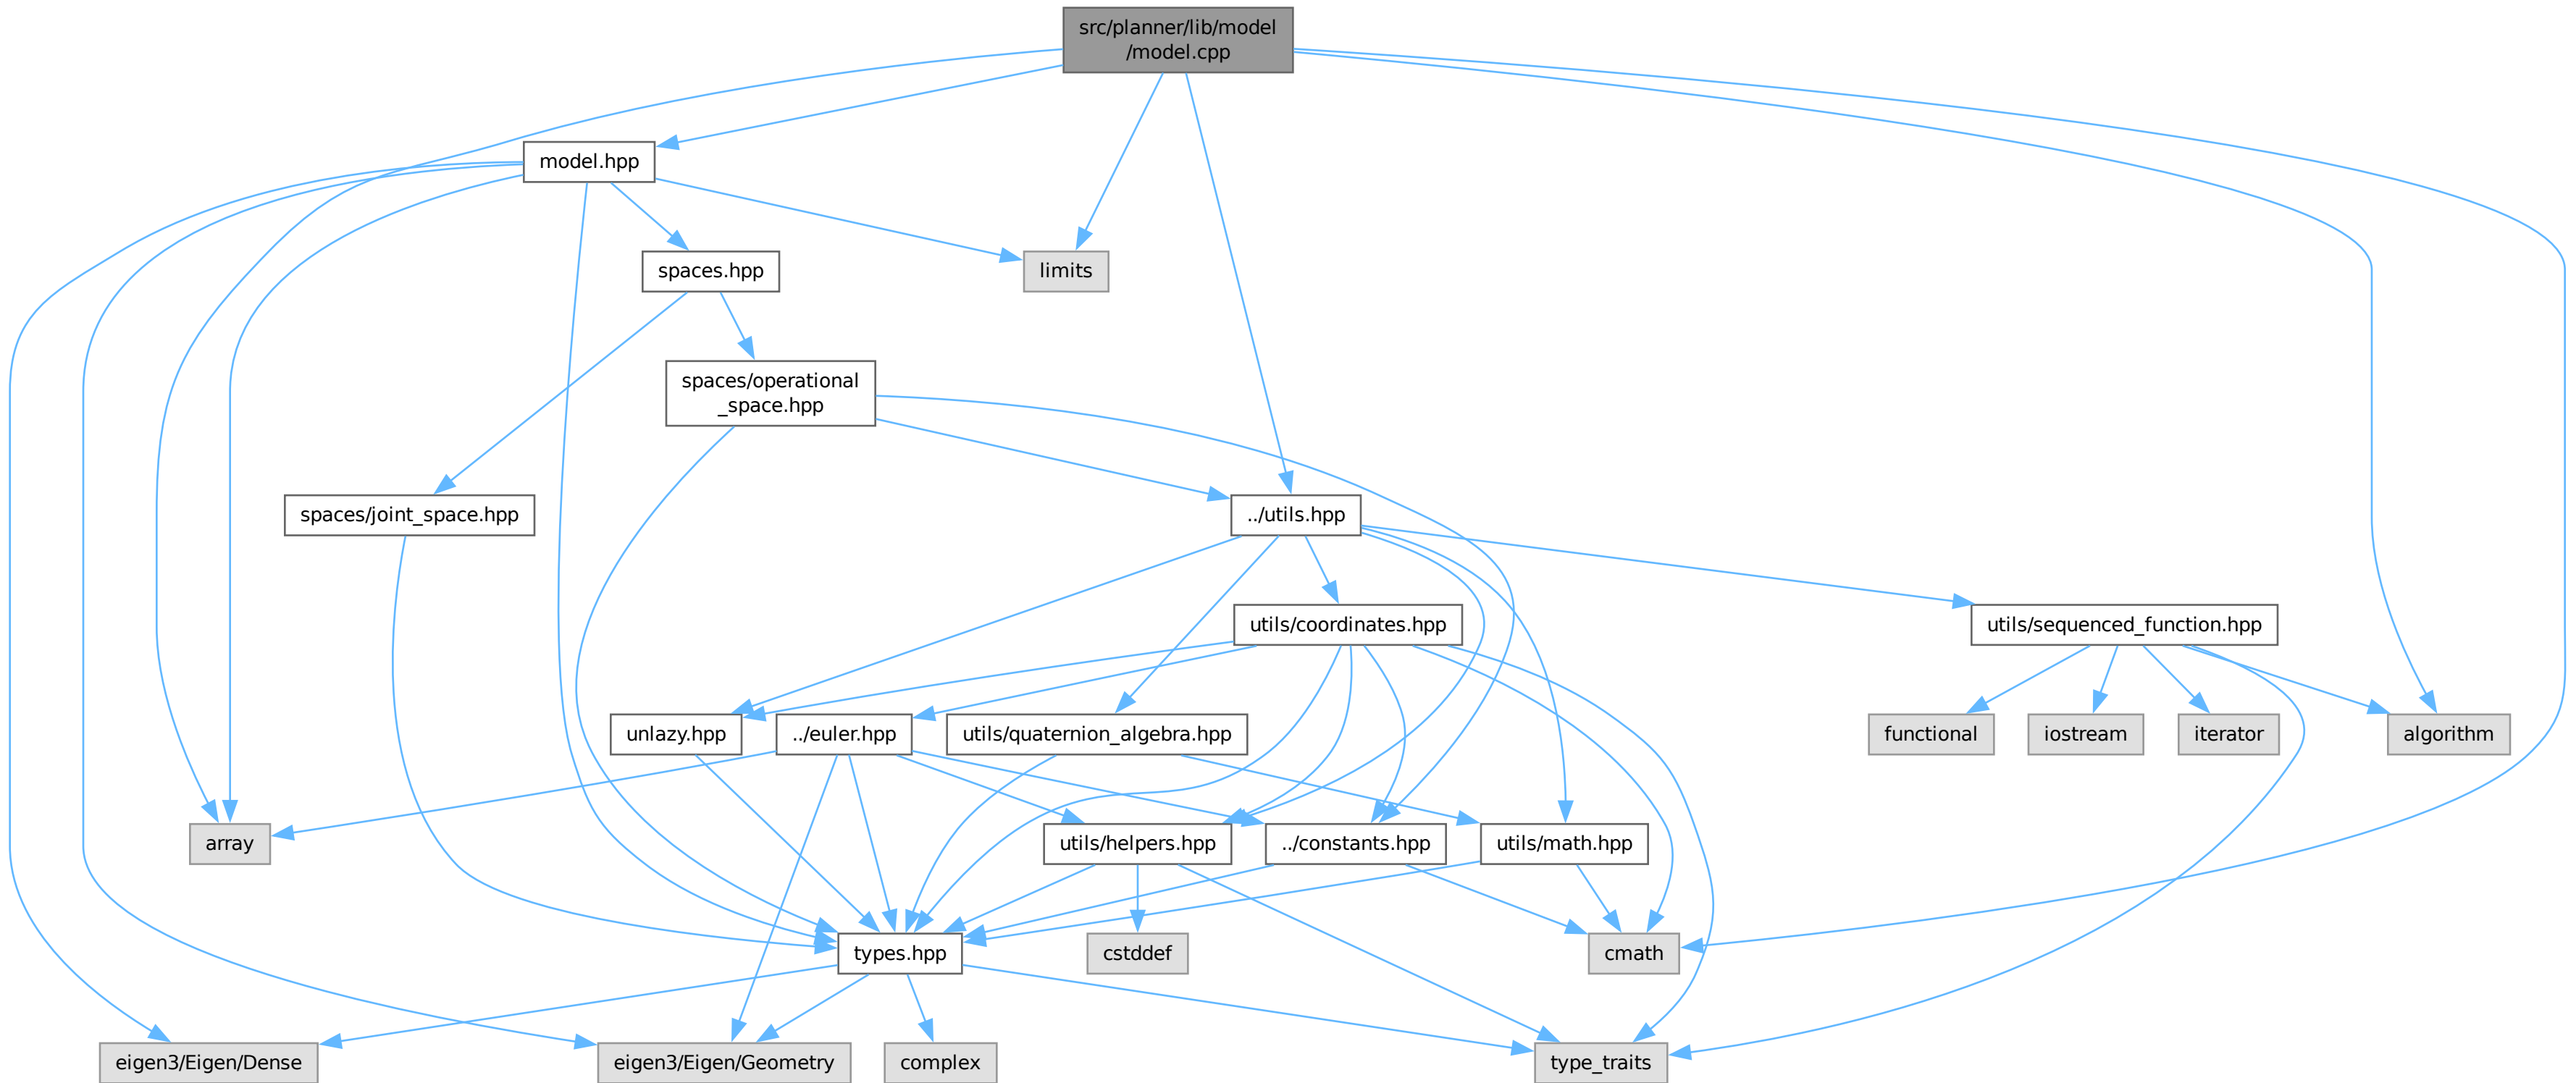 src/planner/lib/model
/model.cpp
model.hpp
spaces.hpp
limits
spaces/operational
_space.hpp
spaces/joint_space.hpp
../utils.hpp
utils/coordinates.hpp
utils/sequenced_function.hpp
unlazy.hpp
../euler.hpp
utils/quaternion_algebra.hpp
functional
iostream
iterator
algorithm
array
utils/helpers.hpp
../constants.hpp
utils/math.hpp
types.hpp
cstddef
cmath
eigen3/Eigen/Dense
eigen3/Eigen/Geometry
complex
type_traits